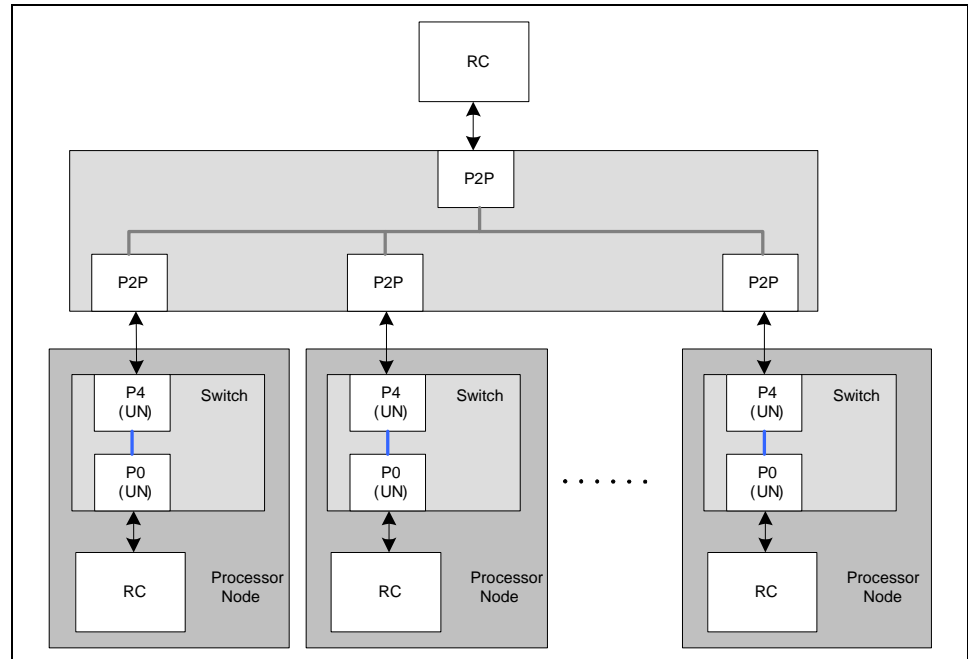 RC
P2P
P2P
P2P
P2P
P4
(UN)
Switch
P0
(UN)
RC
Processor
Node
P4
(UN)
Switch
P0
(UN)
RC
Processor
Node
......
P4
(UN)
Switch
P0
(UN)
RC
Processor
Node